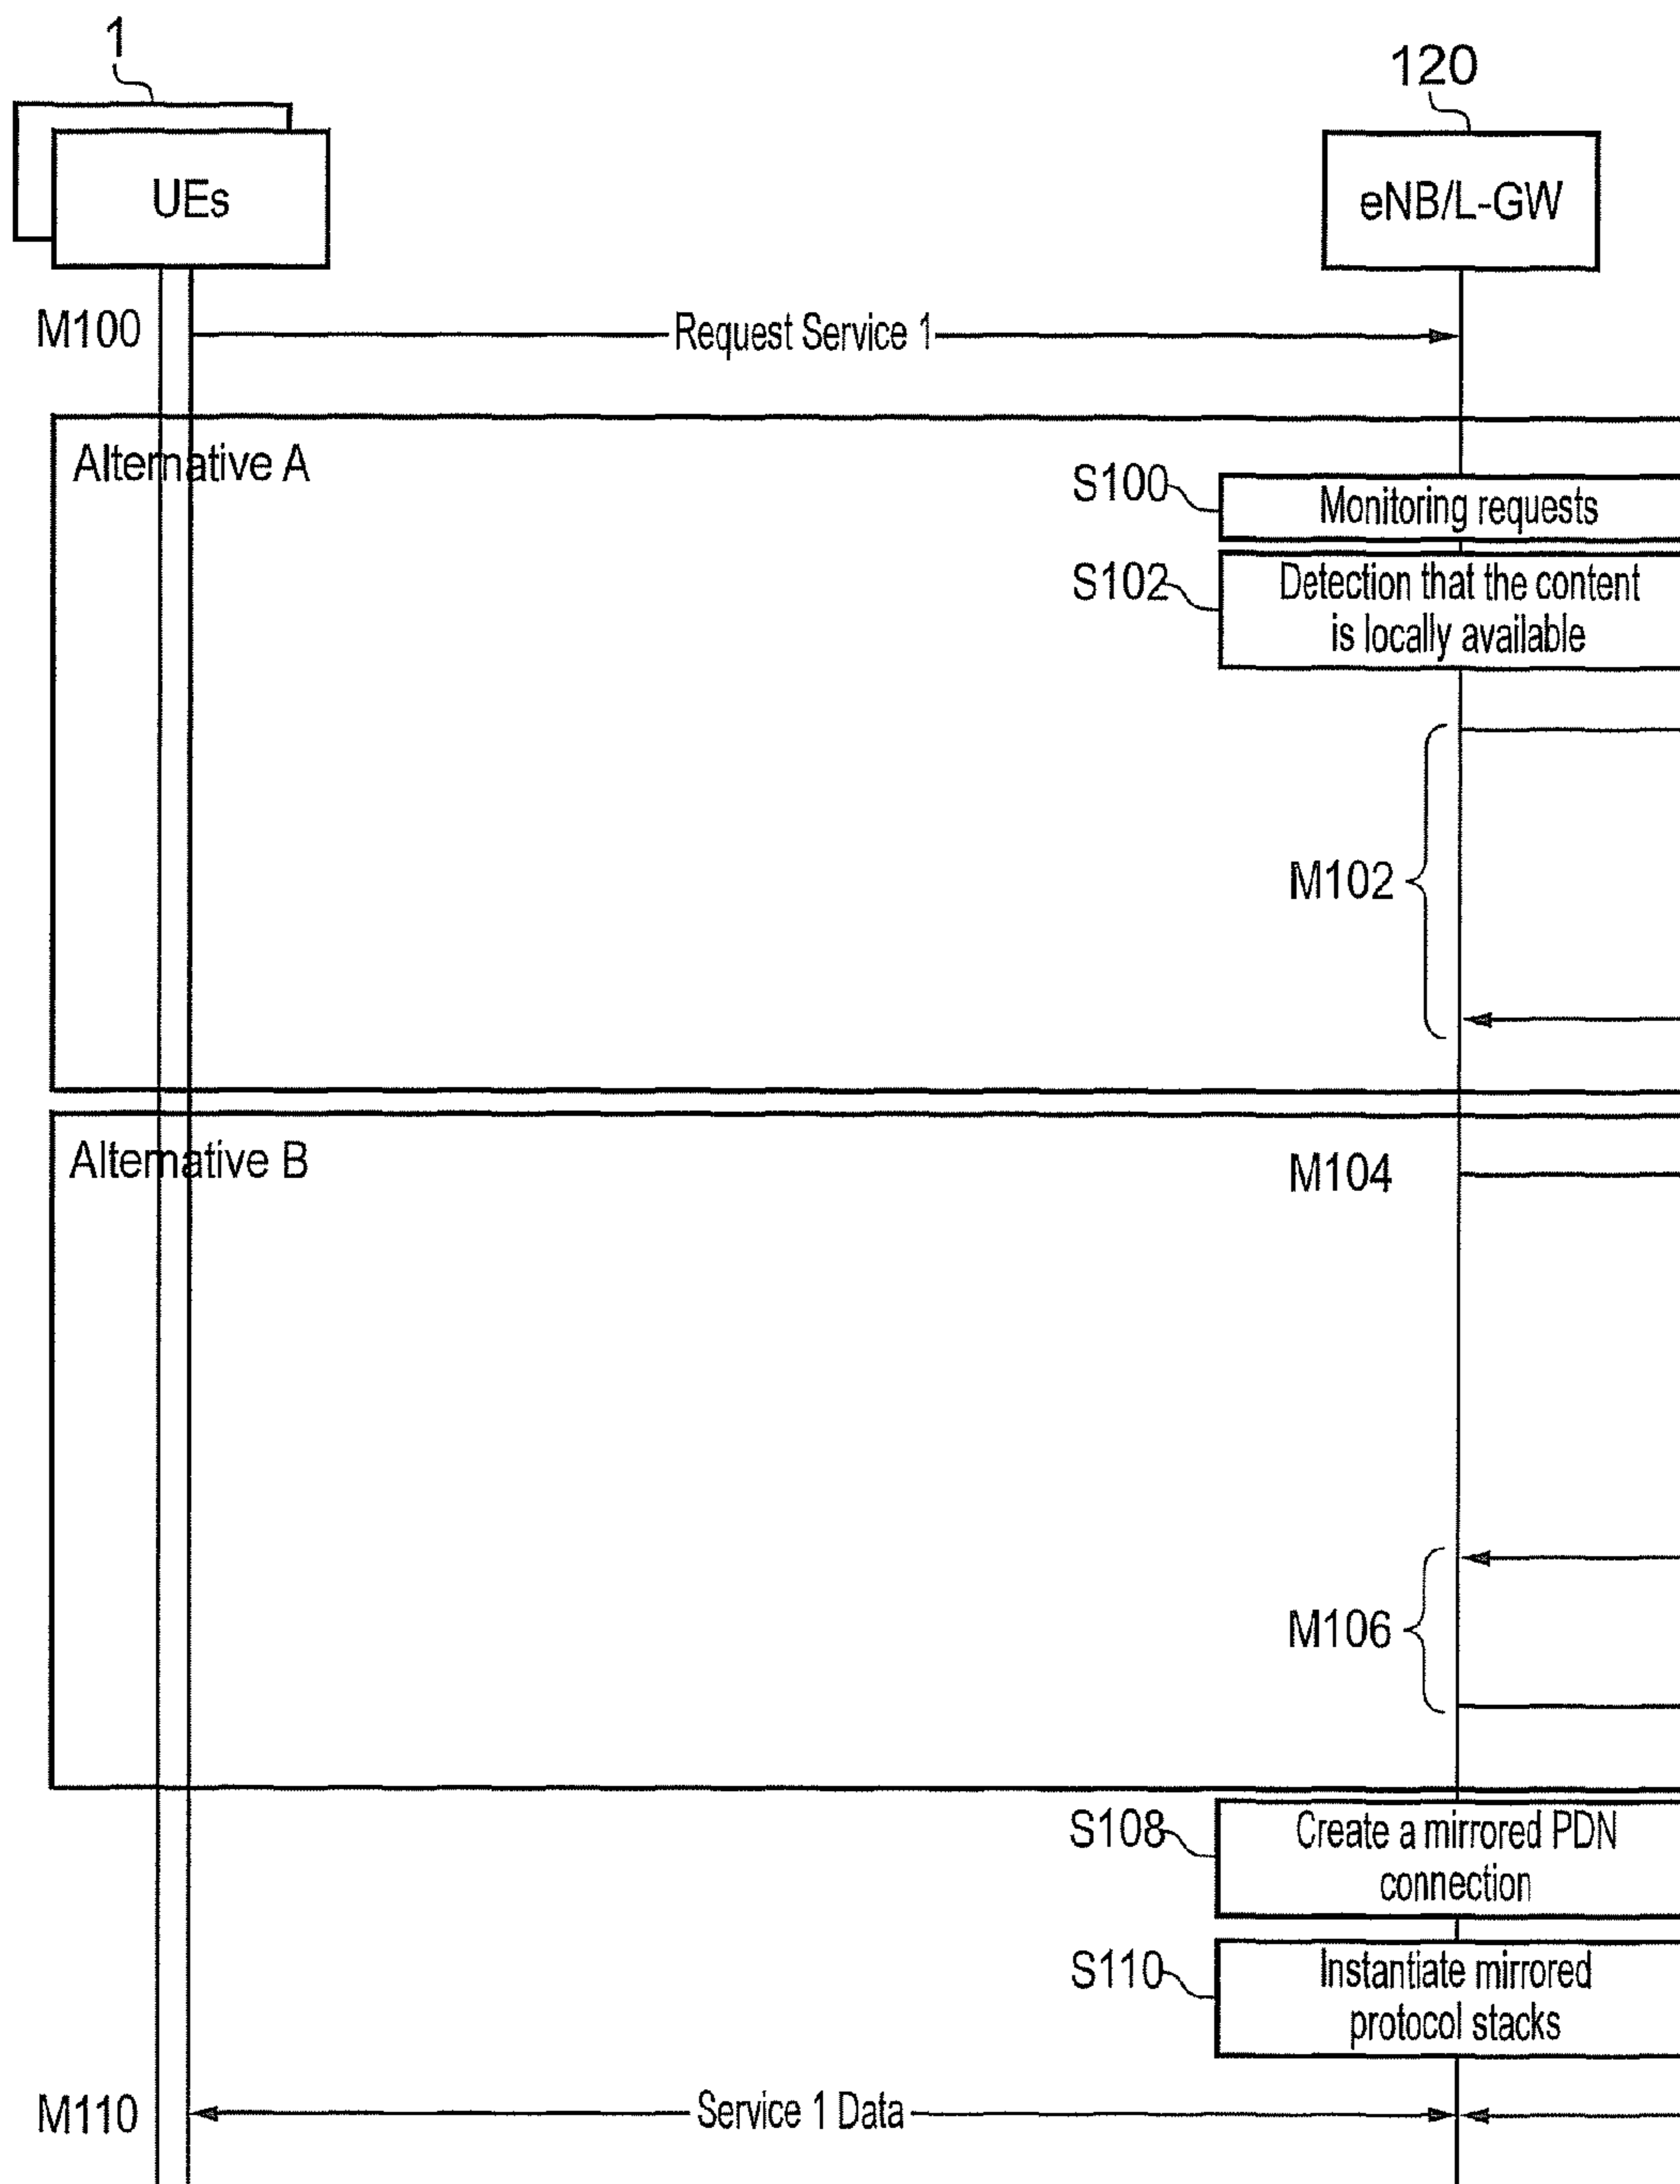 1
120
UEs
eNB/L-GW
M100
Request Service 1
Alternative A
S100
Monitoring requests
S102
Detection that the content
is locally available
M102
Alternative B
M104
M106
S108
Create a mirrored PDN
connection
S110
Instantiate mirrored
protocol stacks
M110
Service 1 Data